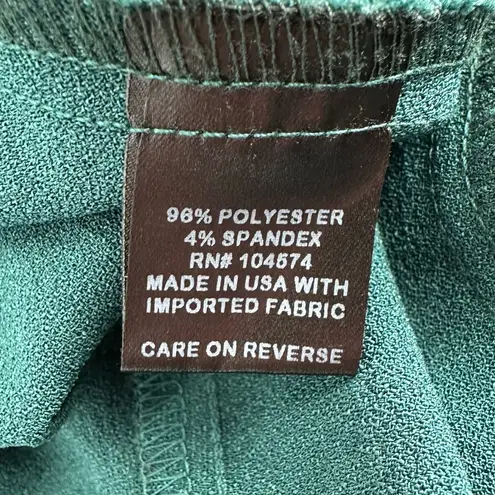 96% POLYESTER
4% SPANDEX
RN# 104574
MADE IN USA WITH
IMPORTED FABRIC
CARE ON REVERSE